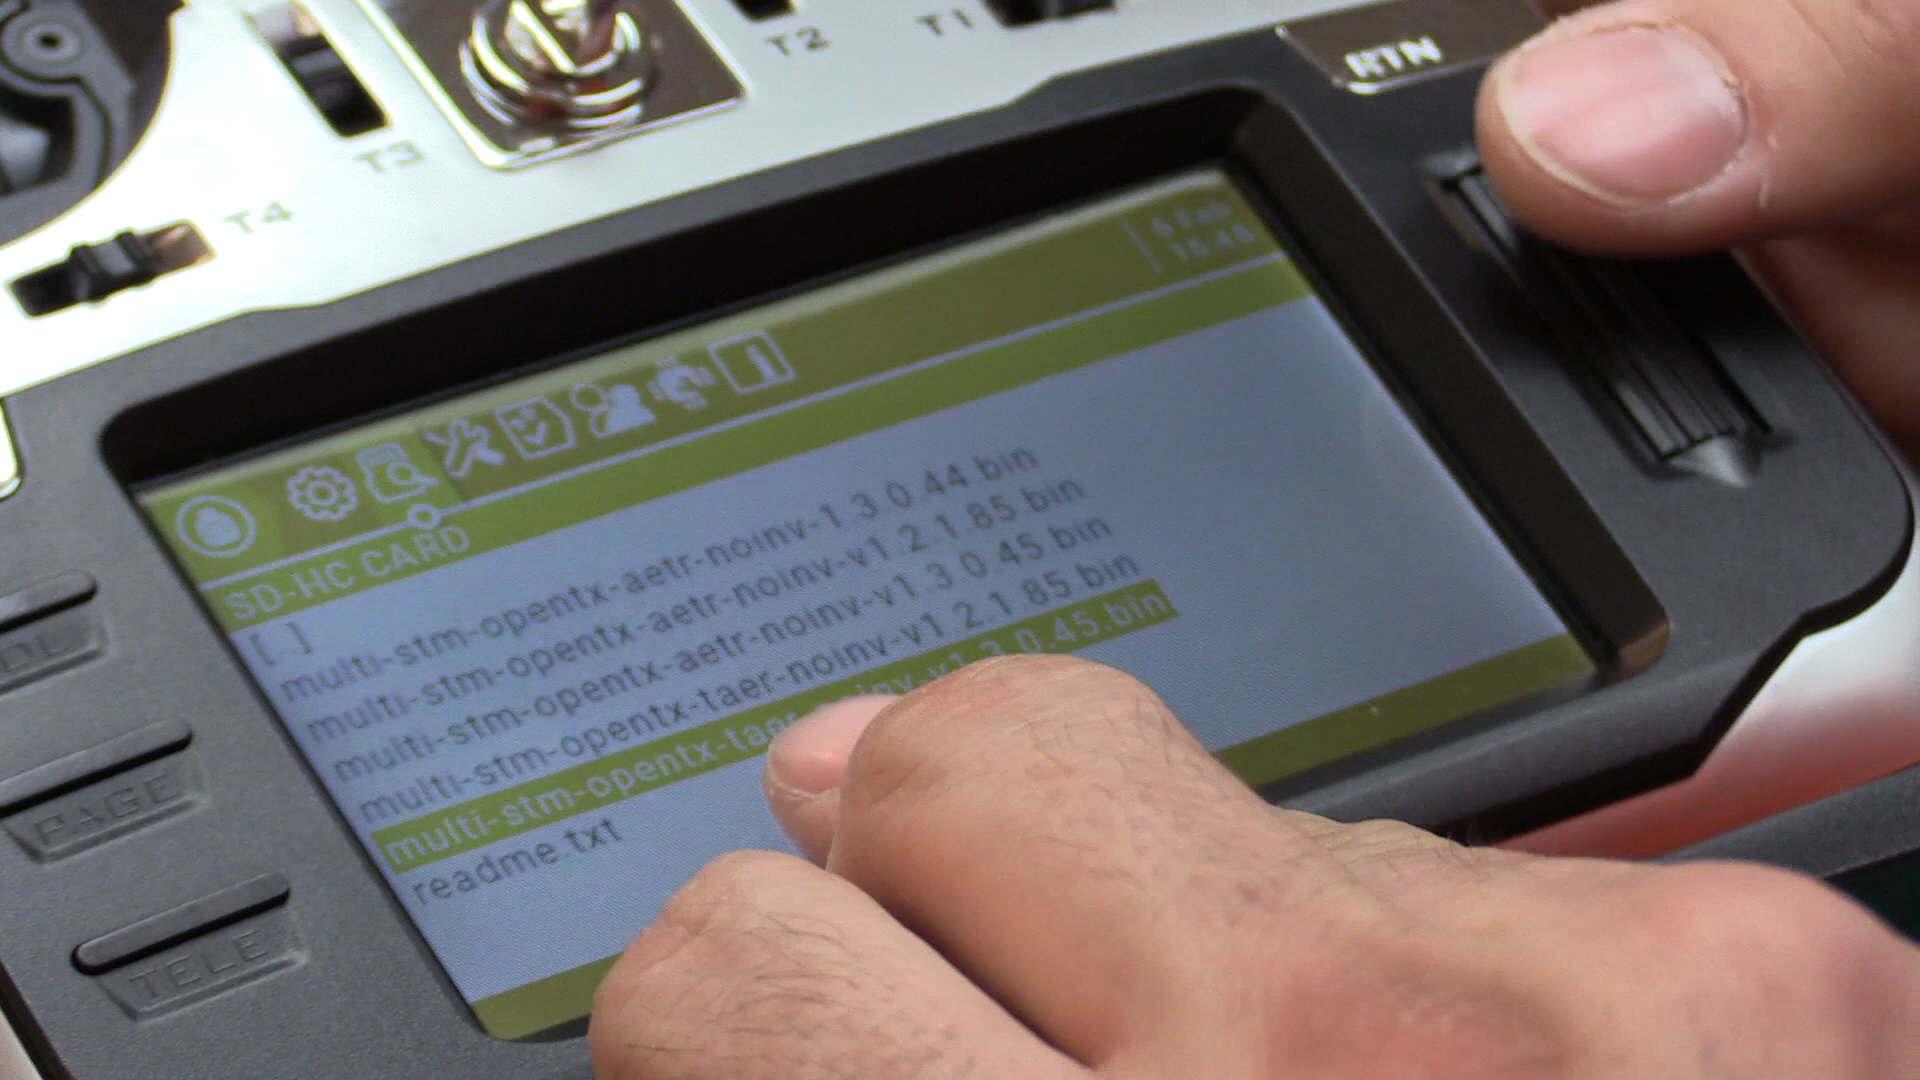 T2
T1
RTN
T3
T4
6 Feb
SD-HC CARD
[..]
multi-stm-opentx-aetr-noinv-1.3.0.44.bin
multi-stm-opentx-aetr-noinv-v1.2.1.85.bin
multi-stm-opentx-aetr-noinv-v1.3.0.45.bin
multi-stm-opentx-taer-noinv-v1.2.1.85.bin
multi-stm-opentx-taer-noinv-v1.3.0.45.bin
readme.txt
PAGE
TELE